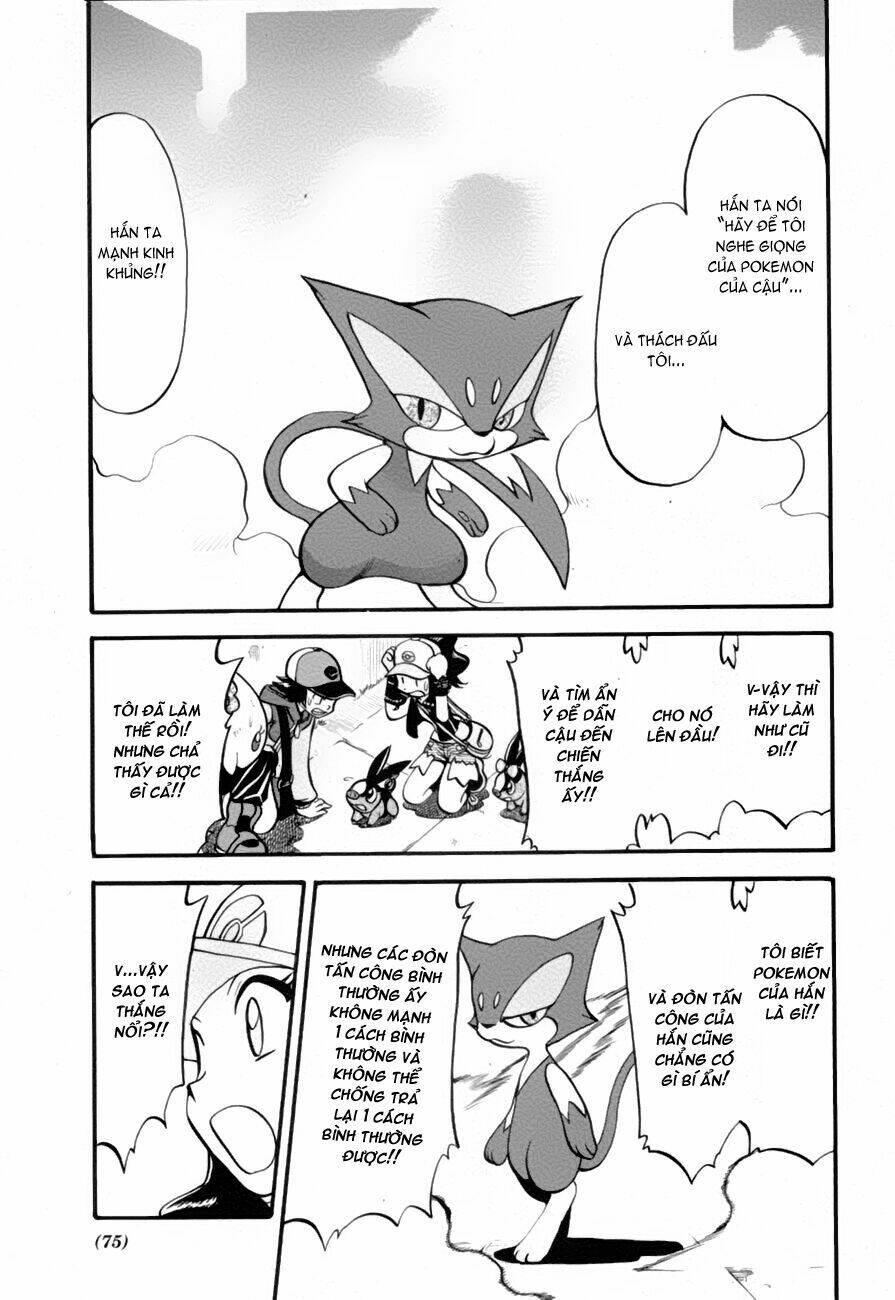 HẮN TA NÓI
"HÃY ĐỂ TÔI
NGHE GIỌNG
CỦA POKEMON
CỦA CẬU"...
VÀ THÁCH ĐẤU
TÔI...
HẮN TA
MẠNH KINH
KHỦNG!!
V-VẬY THÌ
HÃY LÀM
NHƯ CŨ
ĐI!!
CHO NÓ
LÊN ĐẦU!
VÀ TÌM ẨN
Ý ĐỂ DẪN
CẬU ĐẾN
CHIẾN
THẮNG
ẤY!!
TÔI ĐÃ LÀM
THẾ RỒI!
NHƯNG CHẢ
THẤY ĐƯỢC
GÌ CẢ!!
TÔI BIẾT
POKEMON
CỦA HẮN
LÀ GÌ!!
VÀ ĐÒN TẤN
CÔNG CỦA
HẮN CŨNG
CHẲNG CÓ
GÌ BÍ ẨN!
NHƯNG CÁC ĐÒN
TẤN CÔNG BÌNH
THƯỜNG ẤY
KHÔNG MẠNH
1 CÁCH BÌNH
THƯỜNG VÀ
KHÔNG THỂ
CHỐNG TRẢ
LẠI 1 CÁCH
BÌNH THƯỜNG
ĐƯỢC!!
V...VẬY
SAO TA
THẮNG
NỔI?!!
(75)